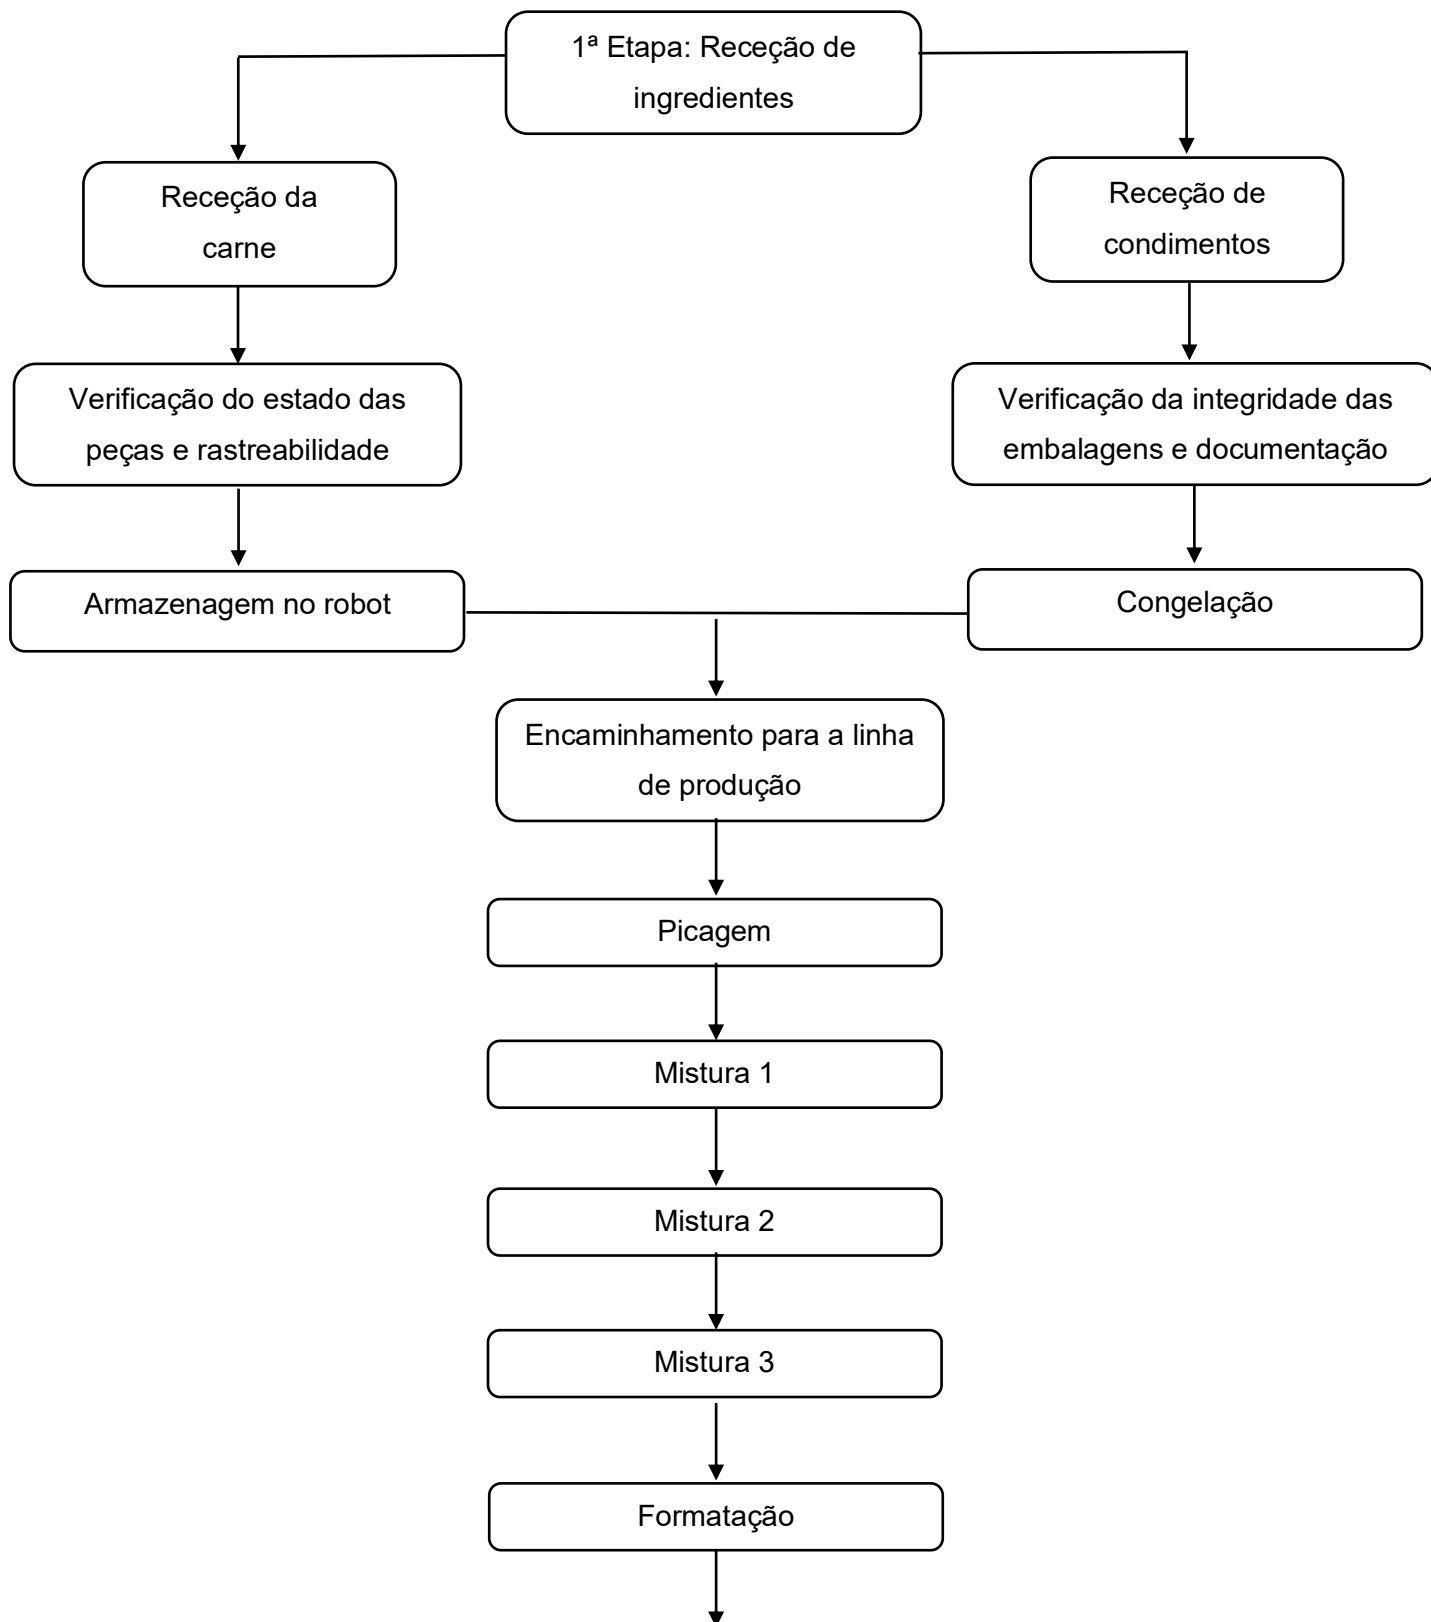 1ª Etapa: Receção de
ingredientes
Receção da
carne
Receção de
condimentos
Verificação do estado das
peças e rastreabilidade
Verificação da integridade das
embalagens e documentação
Armazenagem no robot
Congelação
Encaminhamento para a linha
de produção
Picagem
Mistura 1
Mistura 2
Mistura 3
Formatação